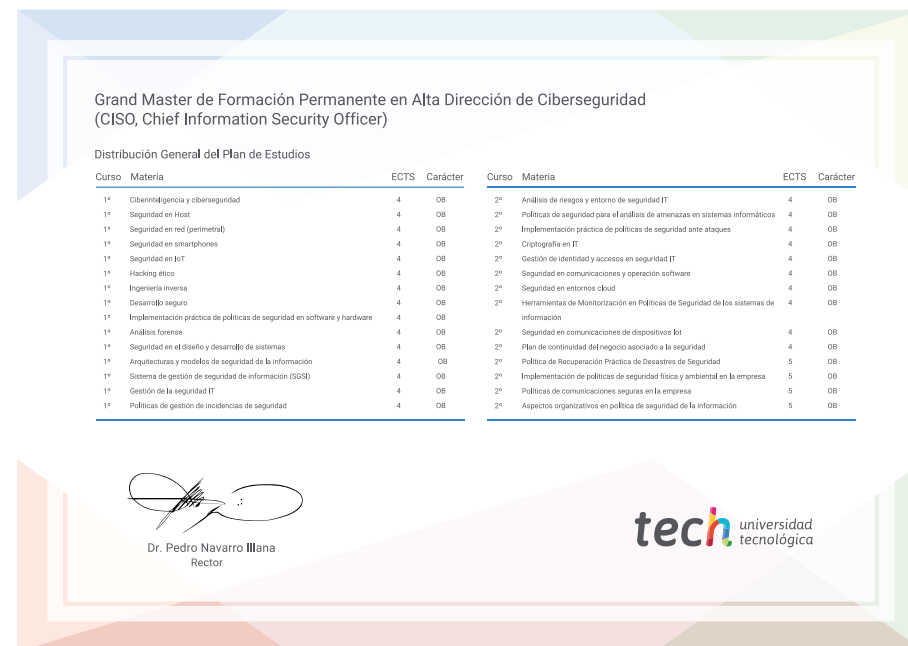 Grand Master de Formación Permanente en Alta Dirección de Ciberseguridad
(CISO, Chief Information Security Officer)
Distribución General del Plan de Estudios
Curso Materia ECTS Carácter
1º Ciberinteligencia y ciberseguridad 4 OB
1º Seguridad en Host 4 OB
1º Seguridad en red (perimetral) 4 OB
1º Seguridad en smartphones 4 OB
1º Seguridad en IoT 4 OB
1º Hacking ético 4 OB
1º Ingeniería inversa 4 OB
1º Desarrollo seguro 4 OB
1º Implementación práctica de políticas de seguridad en software y hardware 4 OB
1º Análisis forense 4 OB
1º Seguridad en el diseño y desarrollo de sistemas 4 OB
1º Arquitecturas y modelos de seguridad de la información 4 OB
1º Sistema de gestión de seguridad de información (SGSI) 4 OB
1º Gestión de la seguridad IT 4 OB
1º Políticas de gestión de incidencias de seguridad 4 OB
Curso Materia ECTS Carácter
2º Análisis de riesgos y entorno de seguridad IT 4 OB
2º Políticas de seguridad para el análisis de amenazas en sistemas informáticos 4 OB
2º Implementación práctica de políticas de seguridad ante ataques 4 OB
2º Criptografía en IT 4 OB
2º Gestión de identidad y accesos en seguridad IT 4 OB
2º Seguridad en comunicaciones y operación software 4 OB
2º Seguridad en entornos cloud 4 OB
2º Herramientas de Monitorización en Políticas de Seguridad de los sistemas de 4 OB
información
2º Seguridad en comunicaciones de dispositivos Iot 4 OB
2º Plan de continuidad del negocio asociado a la seguridad 4 OB
2º Política de Recuperación Práctica de Desastres de Seguridad 5 OB
2º Implementación de políticas de seguridad física y ambiental en la empresa 5 OB
2º Políticas de comunicaciones seguras en la empresa 5 OB
2º Aspectos organizativos en política de seguridad de la información 5 OB
Dr. Pedro Navarro Illana
Rector
tech universidad
tecnológica